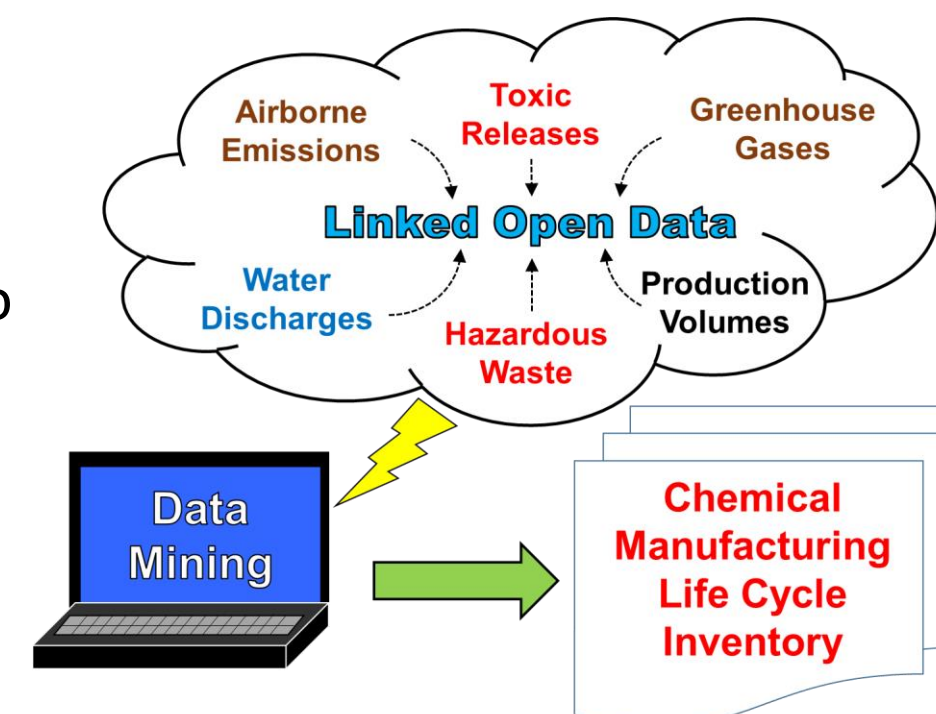 Airborne
Emissions
Toxic
Releases
Greenhouse
Gases
Linked Open Data
Water
Discharges
Hazardous
Waste
Production
Volumes
Data
Mining
Chemical
Manufacturing
Life Cycle
Inventory